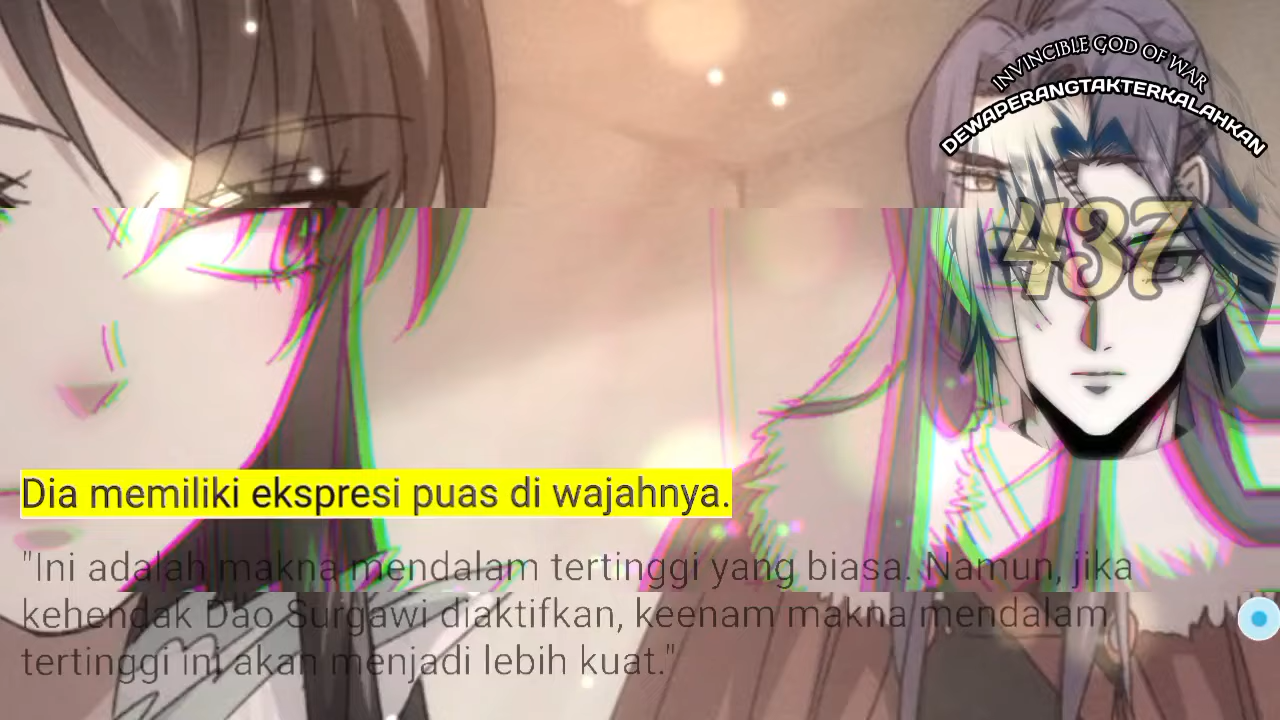 INVINCIBLE GOD OF WAR
DEWAPERANGTAKTERKALAHKAN
437
Dia memiliki ekspresi puas di wajahnya.
"Ini adalah makna mendalam tertinggi yang biasa. Namun, jika
kehendak Dao Surgawi diaktifkan, keenam makna mendalam
tertinggi ini akan menjadi lebih kuat."